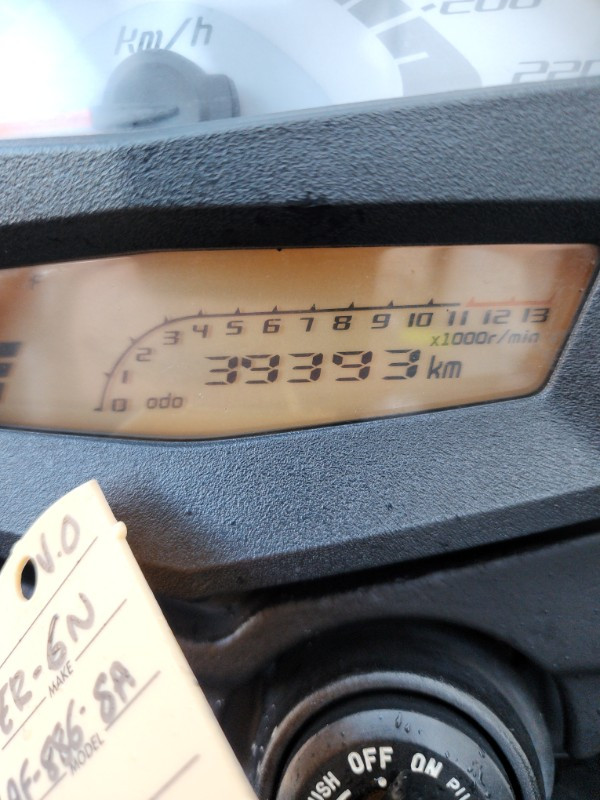 km/h
200
220
0 1 2 3 4 5 6 7 8 9 10 11 12 13
x1000r/min
odo 39393 km
V.O
ER-6N
MAKE
MODEL
PUSH OFF ON